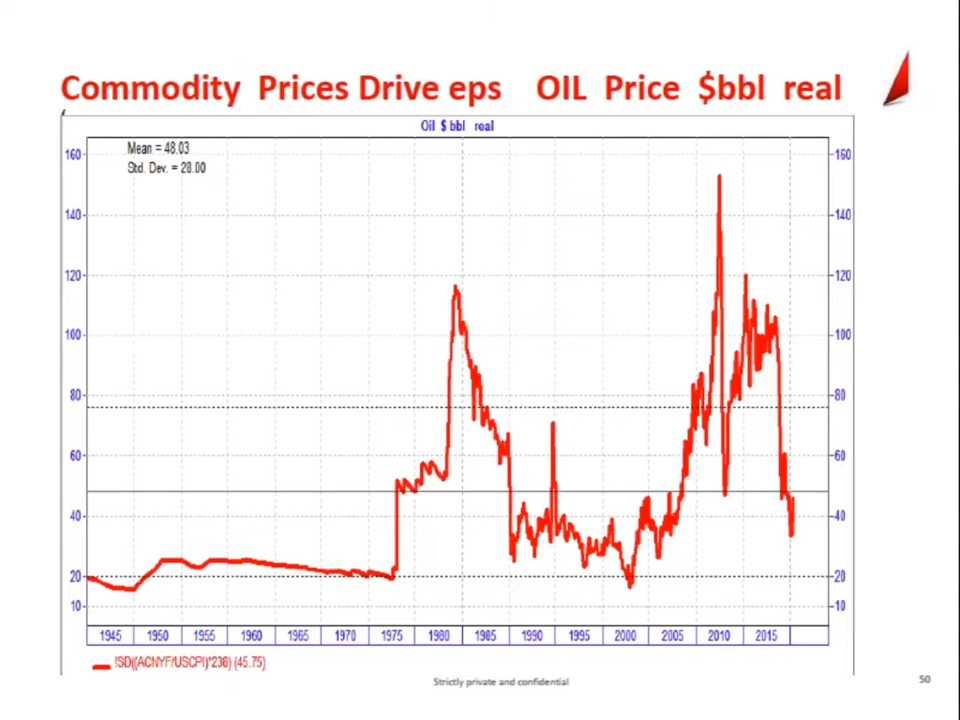 Commodity Prices Drive eps OIL Price $bbl real
Oil $ bbl real
Mean = 48.03
Std. Dev. = 28.00
160 160
140 140
120 120
100 100
80 80
60 60
40 40
20 20
10 10
1945 1950 1955 1960 1965 1970 1975 1980 1985 1990 1995 2000 2005 2010 2015
!SD((ACNYF/USCPI)*238) (45.75)
Strictly private and confidential
50